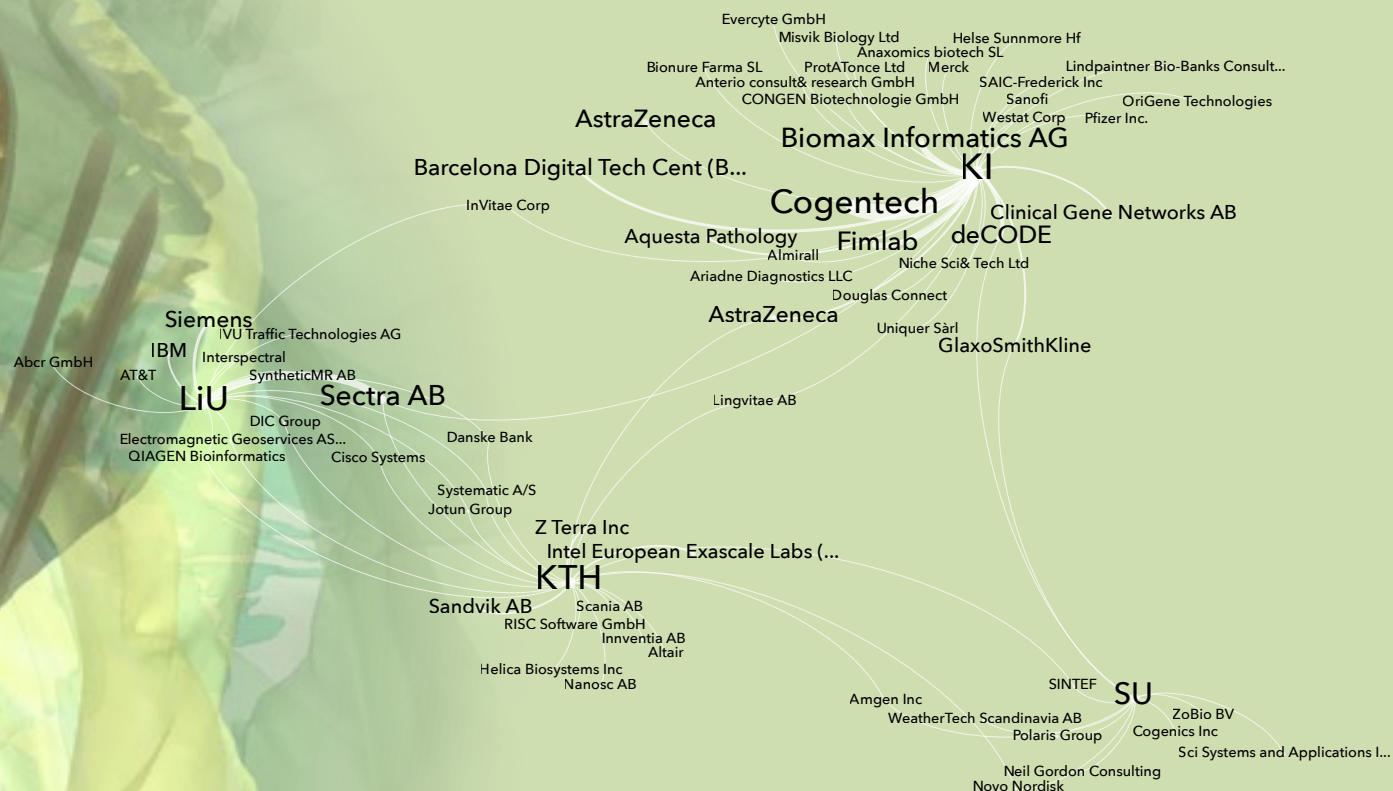 Evercyte GmbH
Misvik Biology Ltd
Helse Sunnmore Hf
Anaxomics biotech SL
Bionure Farma SL
ProtATonce Ltd
Merck
Lindpaintner Bio-Banks Consult...
Anterio consult& research GmbH
SAIC-Frederick Inc
CONGEN Biotechnologie GmbH
Sanofi
OriGene Technologies
AstraZeneca
Westat Corp
Pfizer Inc.
Biomax Informatics AG
KI
Barcelona Digital Tech Cent (B...
InVitae Corp
Cogentech
Clinical Gene Networks AB
Aquesta Pathology
Fimlab
deCODE
Almirall
Niche Sci& Tech Ltd
Ariadne Diagnostics LLC
Douglas Connect
AstraZeneca
Uniquer Sàrl
GlaxoSmithKline
Siemens
IVU Traffic Technologies AG
IBM
Interspectral
Abcr GmbH
AT&T
SyntheticMR AB
LiU
Sectra AB
Lingvitae AB
DIC Group
Electromagnetic Geoservices AS...
Danske Bank
QIAGEN Bioinformatics
Cisco Systems
Systematic A/S
Jotun Group
Z Terra Inc
Intel European Exascale Labs (...
KTH
Sandvik AB
Scania AB
RISC Software GmbH
Innventia AB
Altair
Helica Biosystems Inc
Nanosc AB
SINTEF
SU
Amgen Inc
WeatherTech Scandinavia AB
ZoBio BV
Polaris Group
Cogenics Inc
Sci Systems and Applications I...
Neil Gordon Consulting
Novo Nordisk